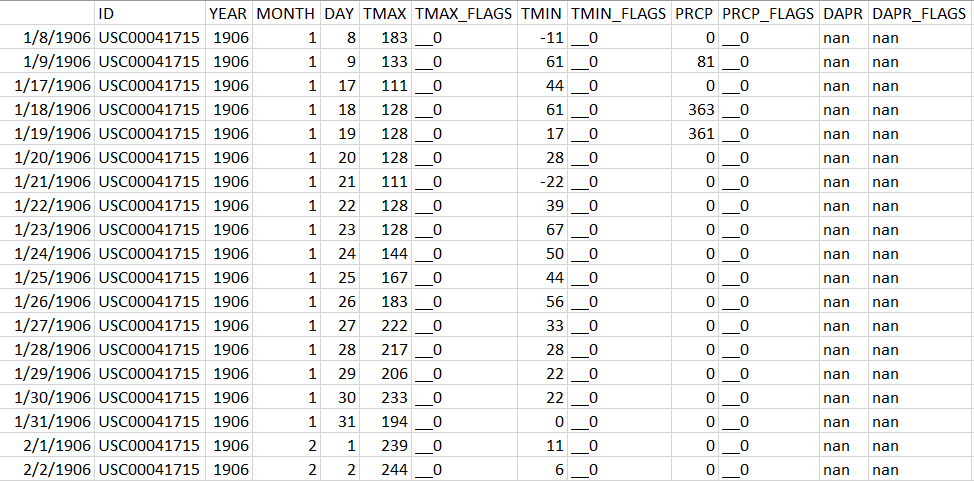 ID YEAR MONTH DAY TMAX TMAX_FLAGS TMIN TMIN_FLAGS PRCP PRCP_FLAGS DAPR DAPR_FLAGS
1/8/1906 USC00041715 1906 1 8 183 __0 -11 __0 0 __0 nan nan
1/9/1906 USC00041715 1906 1 9 133 __0 61 __0 81 __0 nan nan
1/17/1906 USC00041715 1906 1 17 111 __0 44 __0 0 __0 nan nan
1/18/1906 USC00041715 1906 1 18 128 __0 61 __0 363 __0 nan nan
1/19/1906 USC00041715 1906 1 19 128 __0 17 __0 361 __0 nan nan
1/20/1906 USC00041715 1906 1 20 128 __0 28 __0 0 __0 nan nan
1/21/1906 USC00041715 1906 1 21 111 __0 -22 __0 0 __0 nan nan
1/22/1906 USC00041715 1906 1 22 128 __0 39 __0 0 __0 nan nan
1/23/1906 USC00041715 1906 1 23 128 __0 67 __0 0 __0 nan nan
1/24/1906 USC00041715 1906 1 24 144 __0 50 __0 0 __0 nan nan
1/25/1906 USC00041715 1906 1 25 167 __0 44 __0 0 __0 nan nan
1/26/1906 USC00041715 1906 1 26 183 __0 56 __0 0 __0 nan nan
1/27/1906 USC00041715 1906 1 27 222 __0 33 __0 0 __0 nan nan
1/28/1906 USC00041715 1906 1 28 217 __0 28 __0 0 __0 nan nan
1/29/1906 USC00041715 1906 1 29 206 __0 22 __0 0 __0 nan nan
1/30/1906 USC00041715 1906 1 30 233 __0 22 __0 0 __0 nan nan
1/31/1906 USC00041715 1906 1 31 194 __0 0 __0 0 __0 nan nan
2/1/1906 USC00041715 1906 2 1 239 __0 11 __0 0 __0 nan nan
2/2/1906 USC00041715 1906 2 2 244 __0 6 __0 0 __0 nan nan